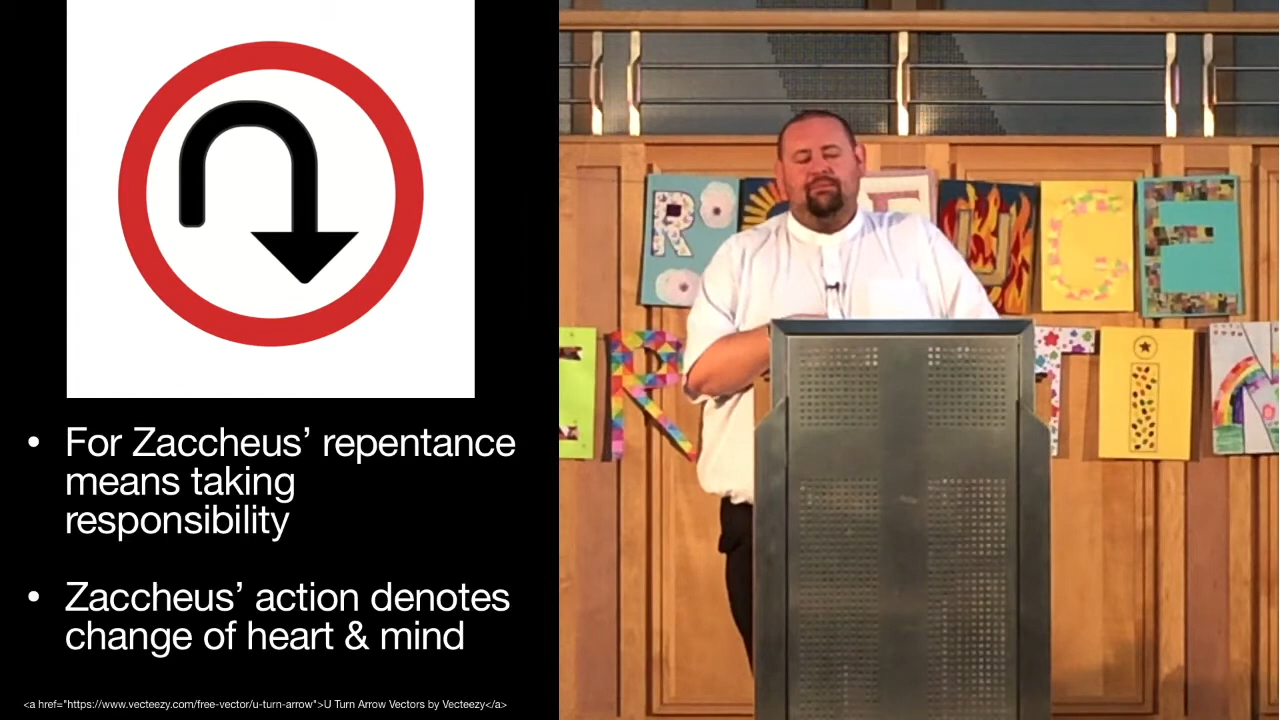 • For Zaccheus’ repentance
means taking
responsibility
• Zaccheus’ action denotes
change of heart & mind
<a href="https://www.vecteezy.com/free-vector/u-turn-arrow">U Turn Arrow Vectors by Vecteezy</a>
R GE
R T I